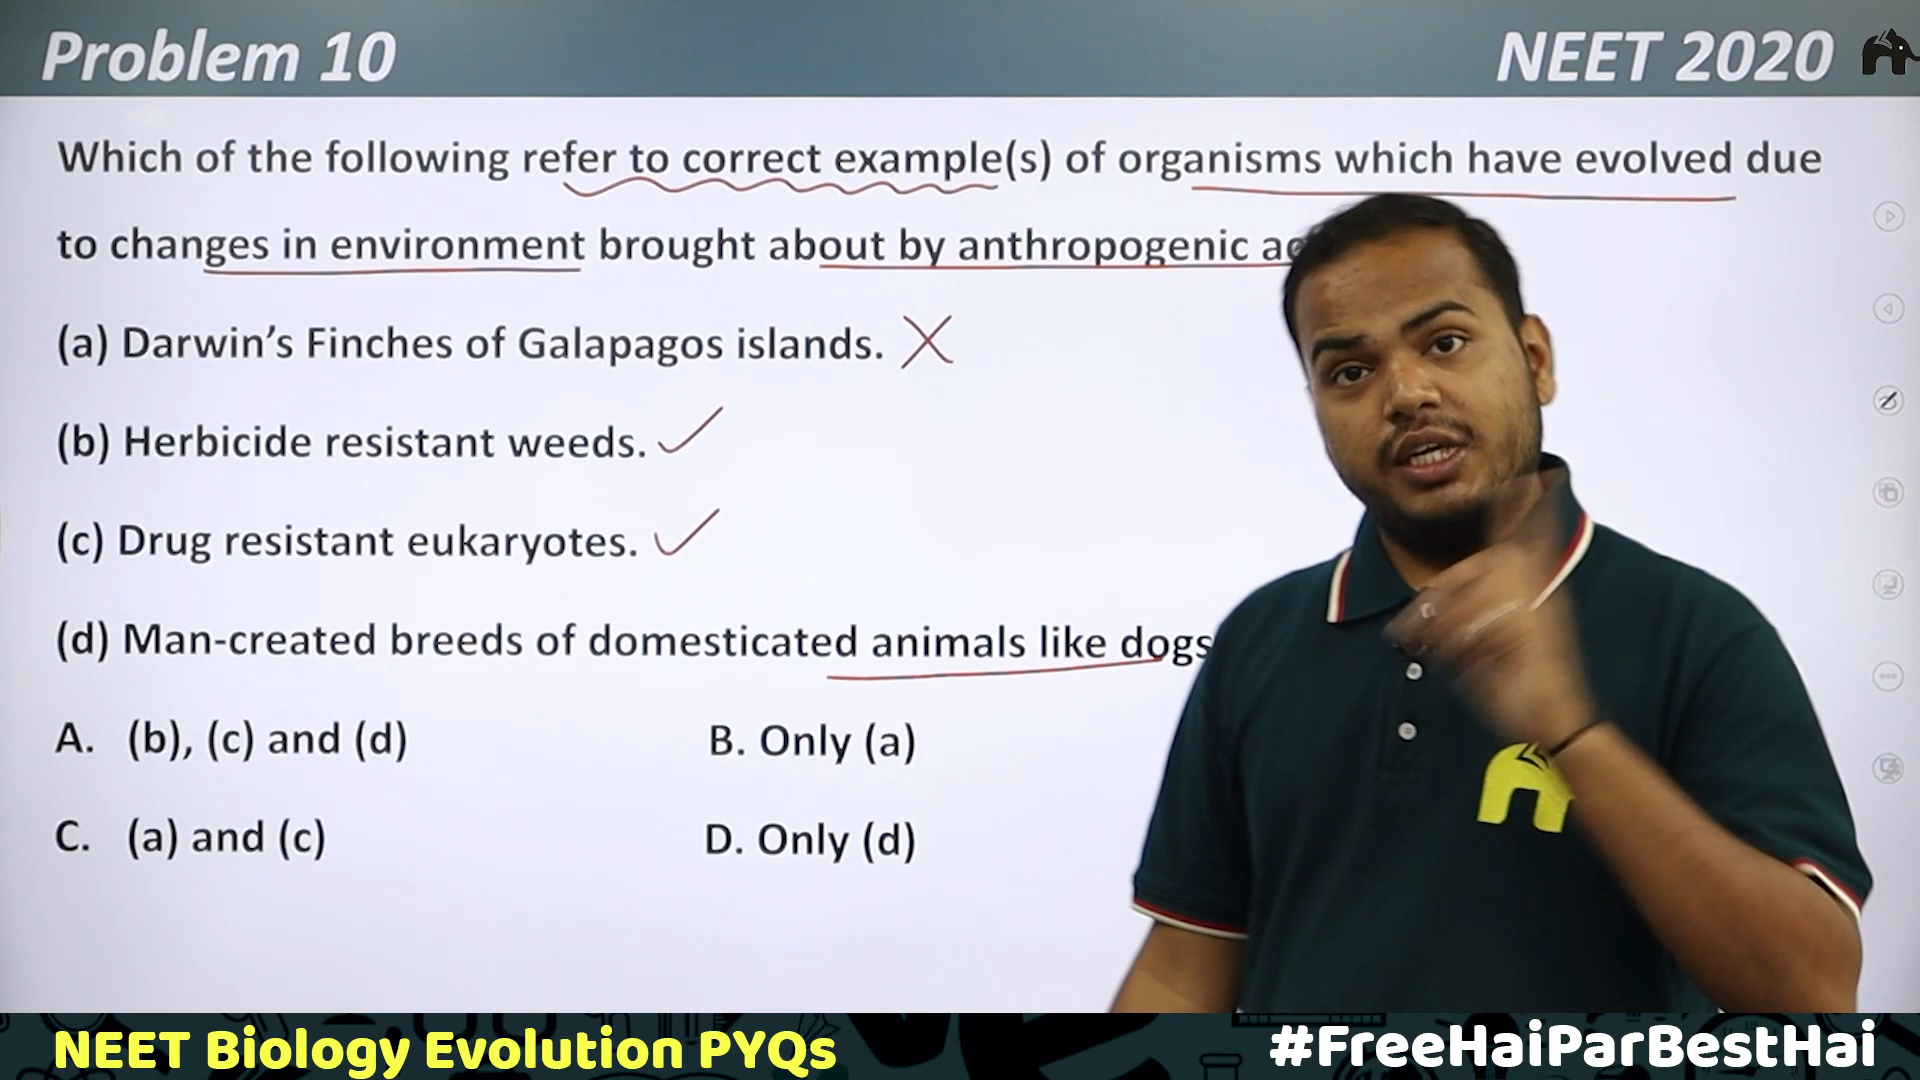 Problem 10
NEET 2020
Which of the following refer to correct example(s) of organisms which have evolved due
to changes in environment brought about by anthropogenic
(a) Darwin's Finches of Galapagos islands.
(b) Herbicide resistant weeds.
(c) Drug resistant eukaryotes.
(d) Man-created breeds of domesticated animals like dogs
A. (b), (c) and (d)
B. Only (a)
C. (a) and (c)
D. Only (d)
NEET Biology Evolution PYQs
#FreeHaiParBestHai